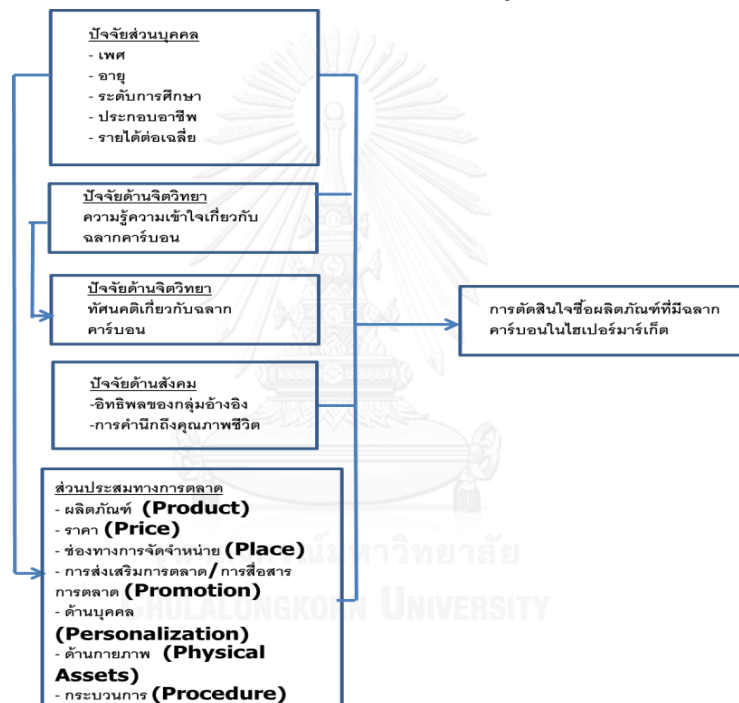 ปัจจัยส่วนบุคคล
- เพศ
- อายุ
- ระดับการศึกษา
- ประกอบอาชีพ
- รายได้ต่อเฉลี่ย
ปัจจัยด้านจิตวิทยา
ความรู้ความเข้าใจเกี่ยวกับ
ฉลากคาร์บอน
ปัจจัยด้านจิตวิทยา
ทัศนคติเกี่ยวกับฉลาก
คาร์บอน
ปัจจัยด้านสังคม
-อิทธิพลของกลุ่มอ้างอิง
-การคำนึกถึงคุณภาพชีวิต
ส่วนประสมทางการตลาด
- ผลิตภัณฑ์ (Product)
- ราคา (Price)
- ช่องทางการจัดจำหน่าย (Place)
- การส่งเสริมการตลาด/การสื่อสาร
การตลาด (Promotion)
- ด้านบุคคล
(Personalization)
- ด้านกายภาพ (Physical
Assets)
- กระบวนการ (Procedure)
การตัดสินใจซื้อผลิตภัณฑ์ที่มีฉลาก
คาร์บอนในไฮเปอร์มาร์เก็ต
มหาวิทยาลัย
CHULALONGKORN UNIVERSITY